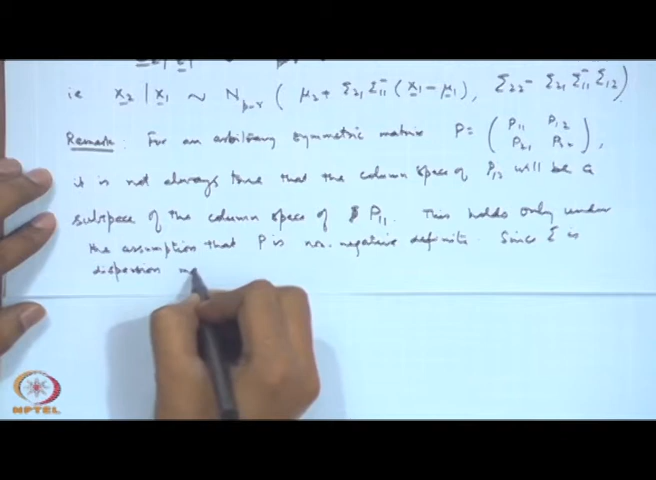 ie x₂ | x₁ ~ N_{p-r} ( μ₂ + Σ₂₁ Σ₁₁⁻ ( x₁ - μ₁ ), Σ₂₂ - Σ₂₁ Σ₁₁⁻ Σ₁₂ )
Remark : For an arbitrary symmetric matrix P = ( P₁₁ P₁₂ P₂₁ P₂₂ ),
it is not always true that the column space of P₁₂ will be a
subspace of the column space of P₁₁. This holds only under
the assumption that P is non-negative definite. Since Σ is
dispersion m
NPTEL